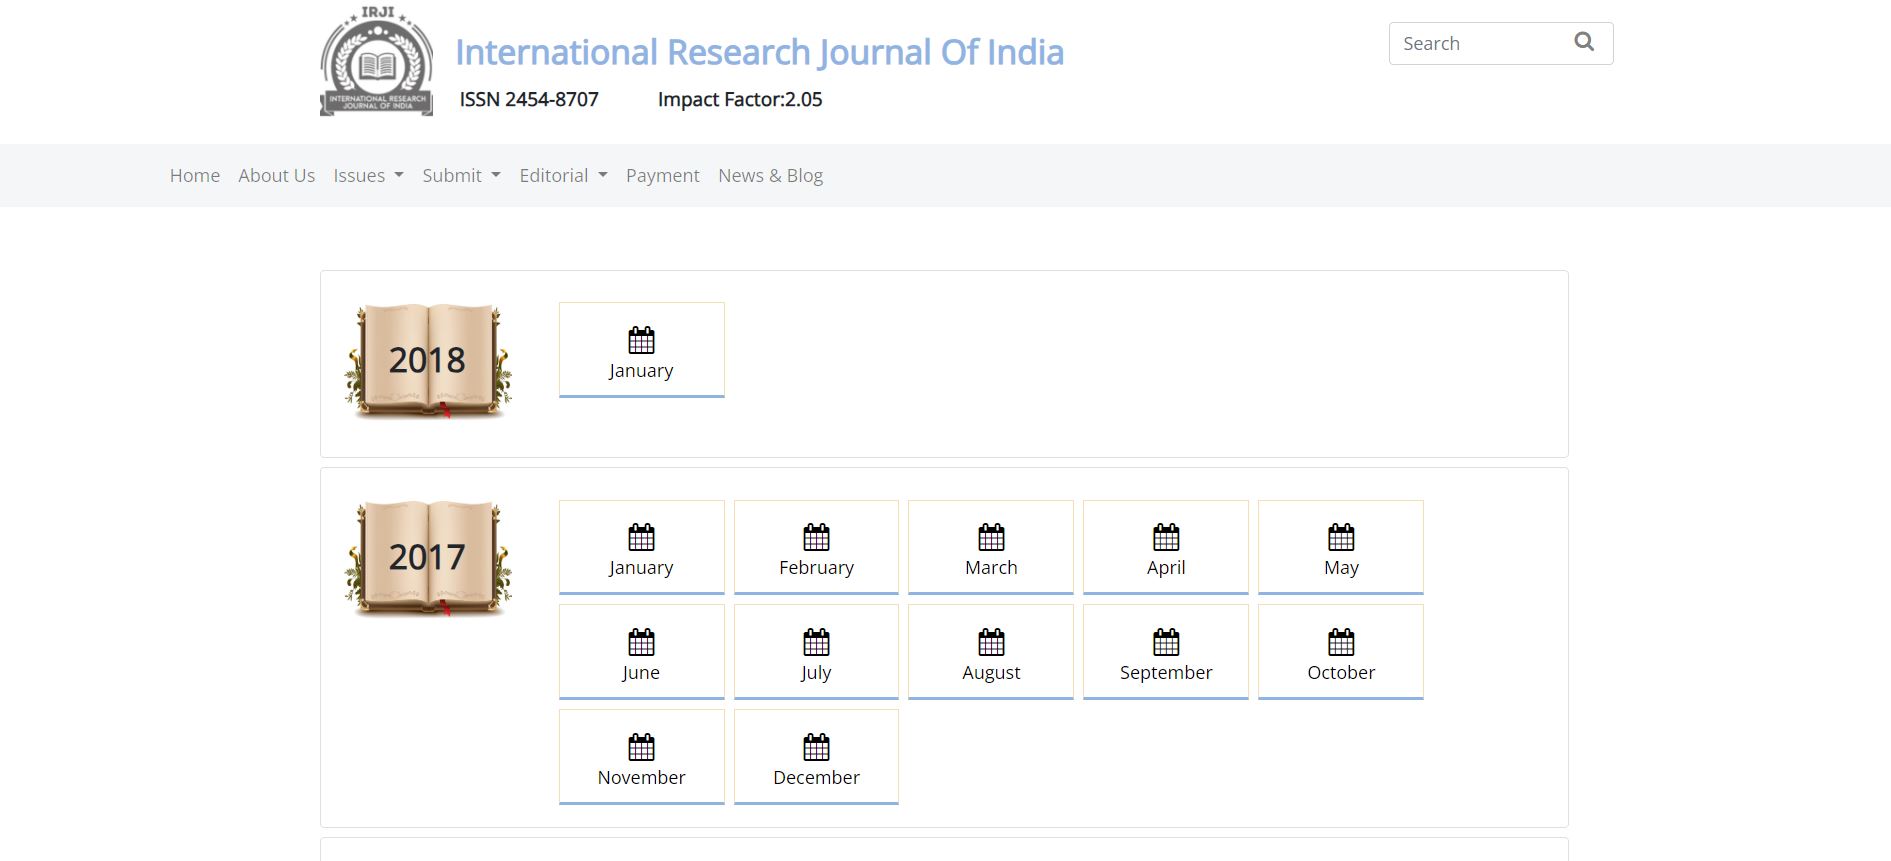 IRJI
INTERNATIONAL RESEARCH
JOURNAL OF INDIA
International Research Journal Of India
ISSN 2454-8707 Impact Factor:2.05
Search
Home About Us Issues Submit Editorial Payment News & Blog
2018
January
2017
January February March April May
June July August September October
November December